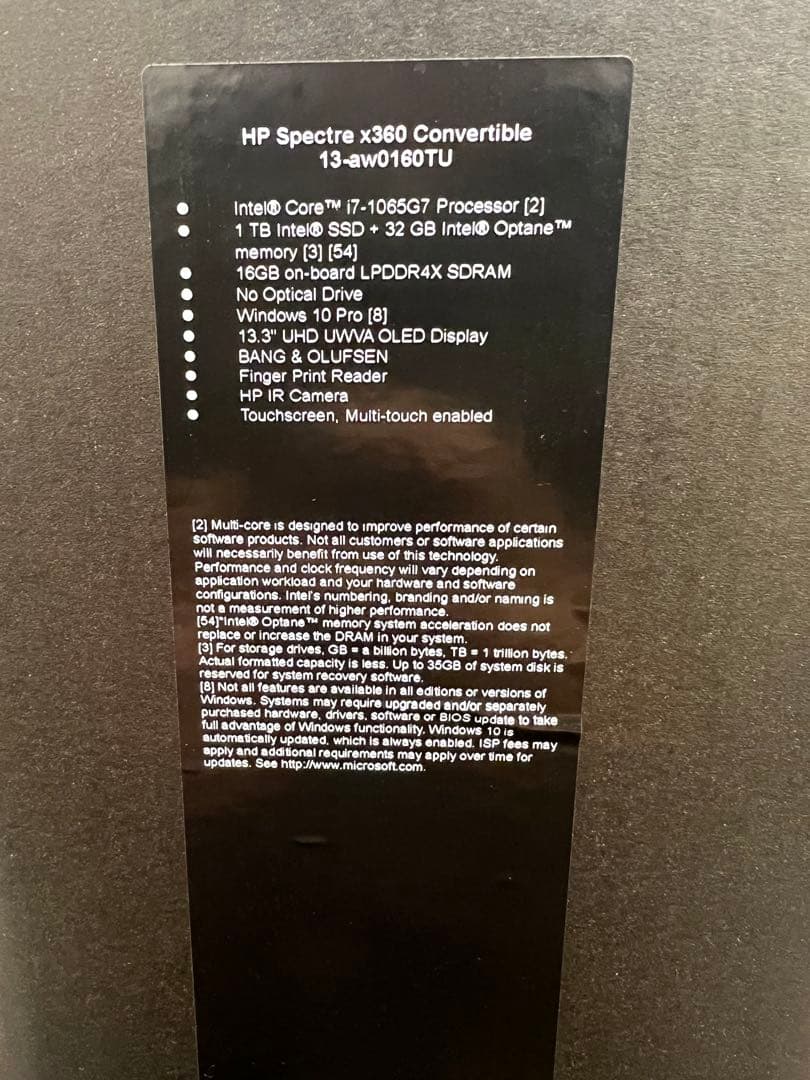 HP Spectre x360 Convertible
13-aw0160TU
● Intel® Core™ i7-1065G7 Processor [2]
● 1 TB Intel® SSD + 32 GB Intel® Optane™
memory [3] [54]
● 16GB on-board LPDDR4X SDRAM
● No Optical Drive
● Windows 10 Pro [8]
● 13.3" UHD UWVA OLED Display
● BANG & OLUFSEN
● Finger Print Reader
● HP IR Camera
● Touchscreen, Multi-touch enabled
[2] Multi-core is designed to improve performance of certain
software products. Not all customers or software applications
will necessarily benefit from use of this technology.
Performance and clock frequency will vary depending on
application workload and your hardware and software
configurations. Intel's numbering, branding and/or naming is
not a measurement of higher performance.
[54]"Intel® Optane™ memory system acceleration does not
replace or increase the DRAM in your system.
[3] For storage drives, GB = a billion bytes, TB = 1 trillion bytes.
Actual formatted capacity is less. Up to 35GB of system disk is
reserved for system recovery software.
[8] Not all features are available in all editions or versions of
Windows. Systems may require upgraded and/or separately
purchased hardware, drivers, software or BIOS update to take
full advantage of Windows functionality. Windows 10 is
automatically updated, which is always enabled. ISP fees may
apply and additional requirements may apply over time for
updates. See http://www.microsoft.com.